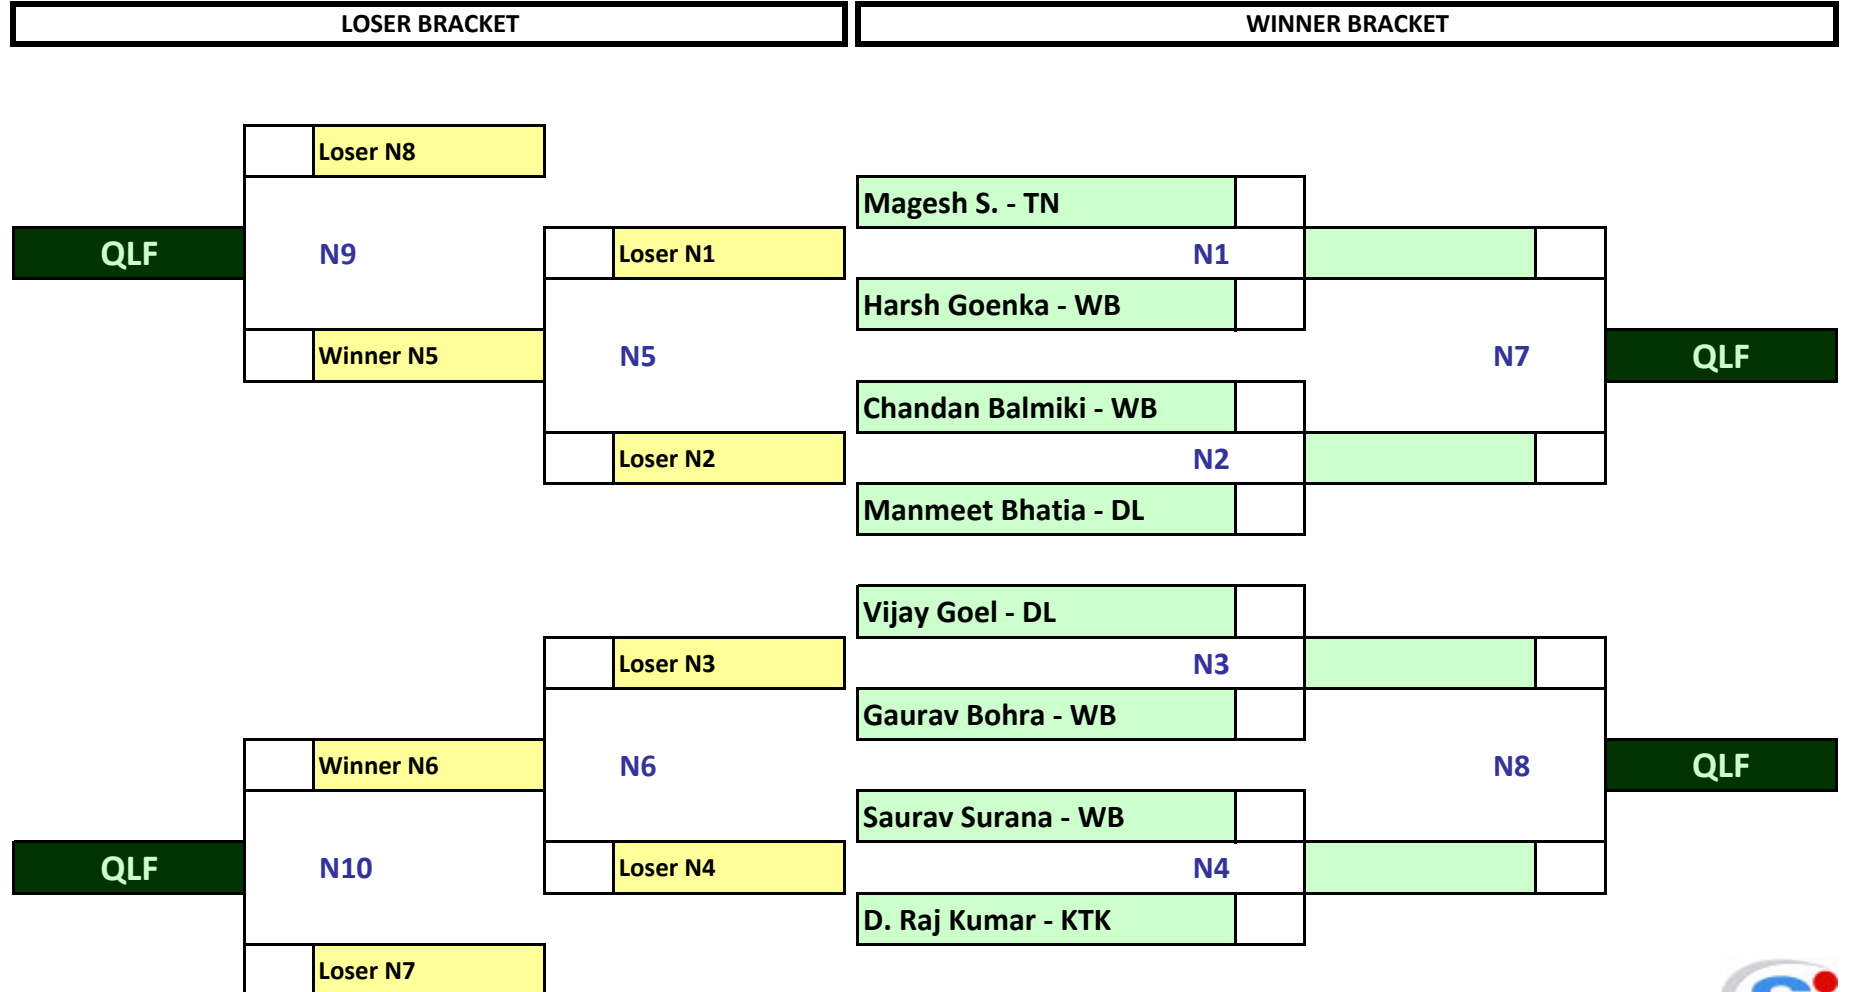 LOSER BRACKET
WINNER BRACKET
Loser N8
Magesh S. - TN
QLF
N9
Loser N1
N1
Harsh Goenka - WB
Winner N5
N5
N7
QLF
Chandan Balmiki - WB
Loser N2
N2
Manmeet Bhatia - DL
Vijay Goel - DL
Loser N3
N3
Gaurav Bohra - WB
Winner N6
N6
N8
QLF
Saurav Surana - WB
QLF
N10
Loser N4
N4
D. Raj Kumar - KTK
Loser N7